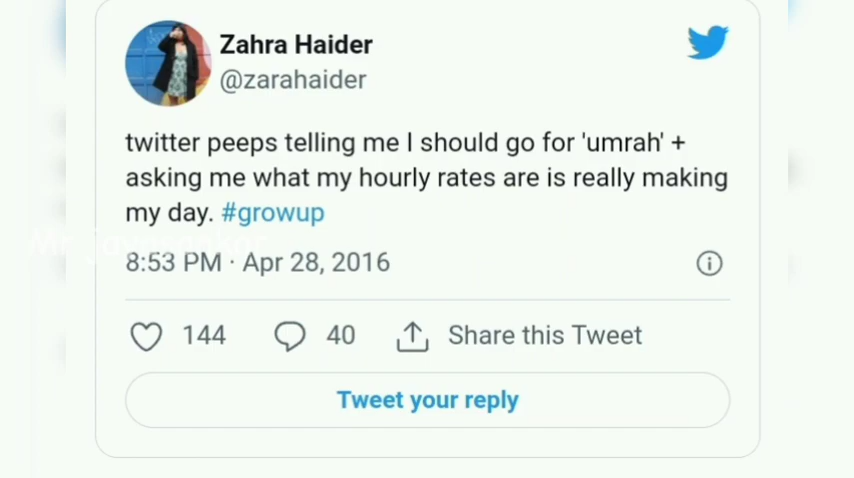 Zahra Haider
@zarahaider
twitter peeps telling me I should go for 'umrah' +
asking me what my hourly rates are is really making
my day. #growup
8:53 PM · Apr 28, 2016
144 40 Share this Tweet
Tweet your reply